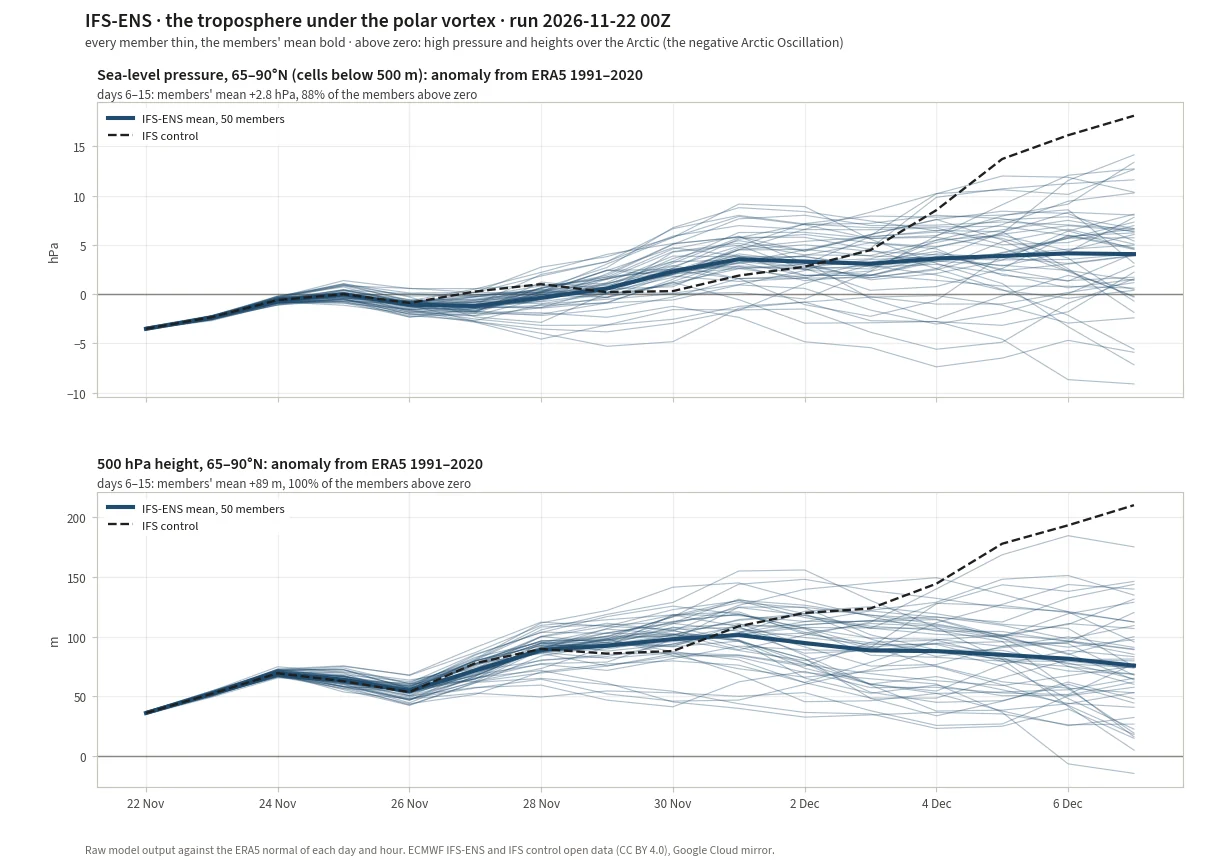 IFS-ENS · the troposphere under the polar vortex · run 2026-11-22 00Z
every member thin, the members' mean bold · above zero: high pressure and heights over the Arctic (the negative Arctic Oscillation)
Sea-level pressure, 65–90°N (cells below 500 m): anomaly from ERA5 1991–2020
days 6–15: members' mean +2.8 hPa, 88% of the members above zero
IFS-ENS mean, 50 members
IFS control
15
10
5
0
−5
−10
hPa
500 hPa height, 65–90°N: anomaly from ERA5 1991–2020
days 6–15: members' mean +89 m, 100% of the members above zero
IFS-ENS mean, 50 members
IFS control
200
150
100
50
0
m
22 Nov
24 Nov
26 Nov
28 Nov
30 Nov
2 Dec
4 Dec
6 Dec
Raw model output against the ERA5 normal of each day and hour. ECMWF IFS-ENS and IFS control open data (CC BY 4.0), Google Cloud mirror.